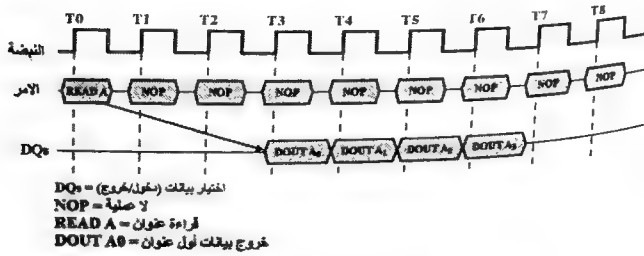 T0 T1 T2 T3 T4 T5 T6 T7 T8
النبضة
الامر READ A NOP NOP NOP NOP NOP NOP NOP NOP
DQs DOUT A0 DOUT A1 DOUT A2 DOUT A3
DQs = اختيار بيانات (دخول/خروج)
NOP = لا عملية
READ A = قراءة عنوان
DOUT A0 = خروج بيانات أول عنوان